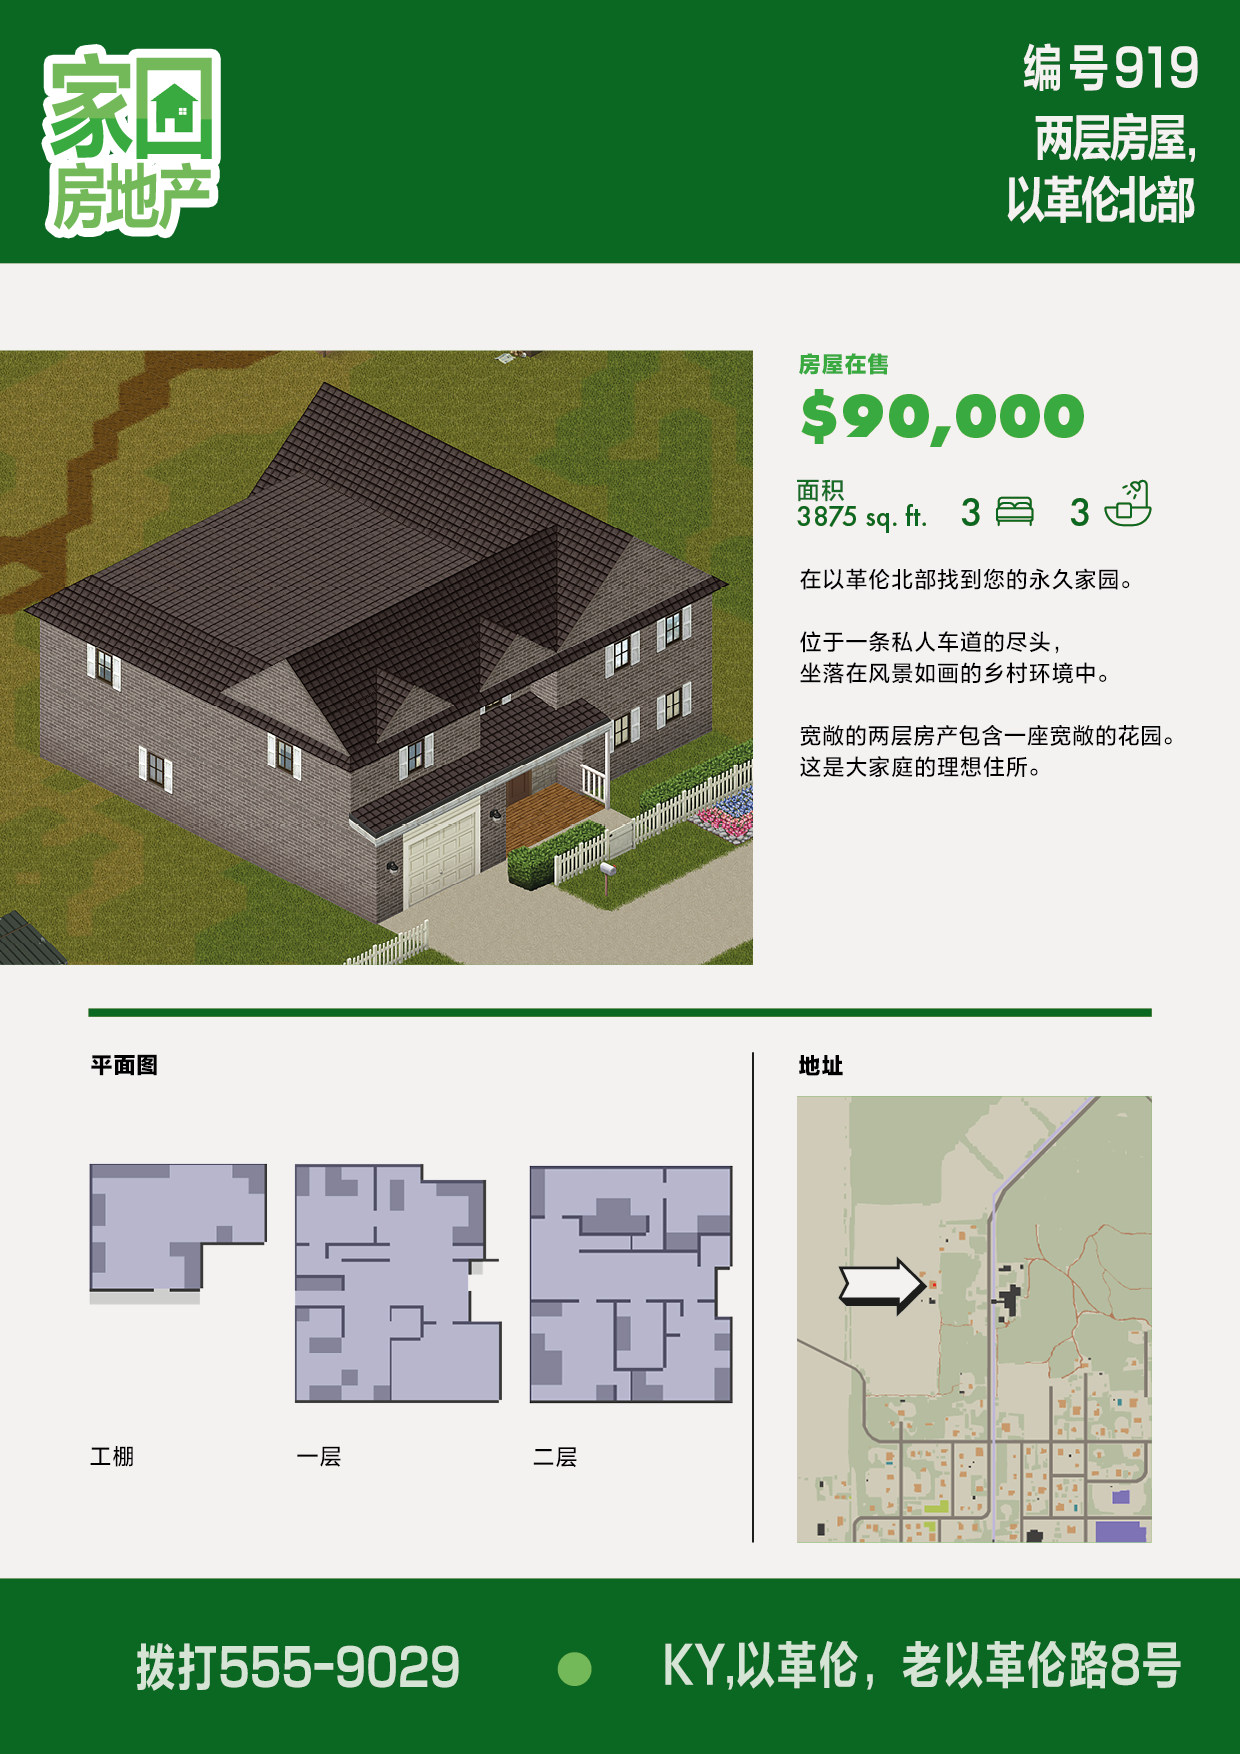 家园
房地产
编号919
两层房屋,
以革伦北部
房屋在售
$90,000
面积
3875 sq. ft.
3
3
在以革伦北部找到您的永久家园。
位于一条私人车道的尽头,
坐落在风景如画的乡村环境中。
宽敞的两层房产包含一座宽敞的花园。
这是大家庭的理想住所。
平面图
地址
工棚
一层
二层
拨打555-9029
KY,以革伦，老以革伦路8号